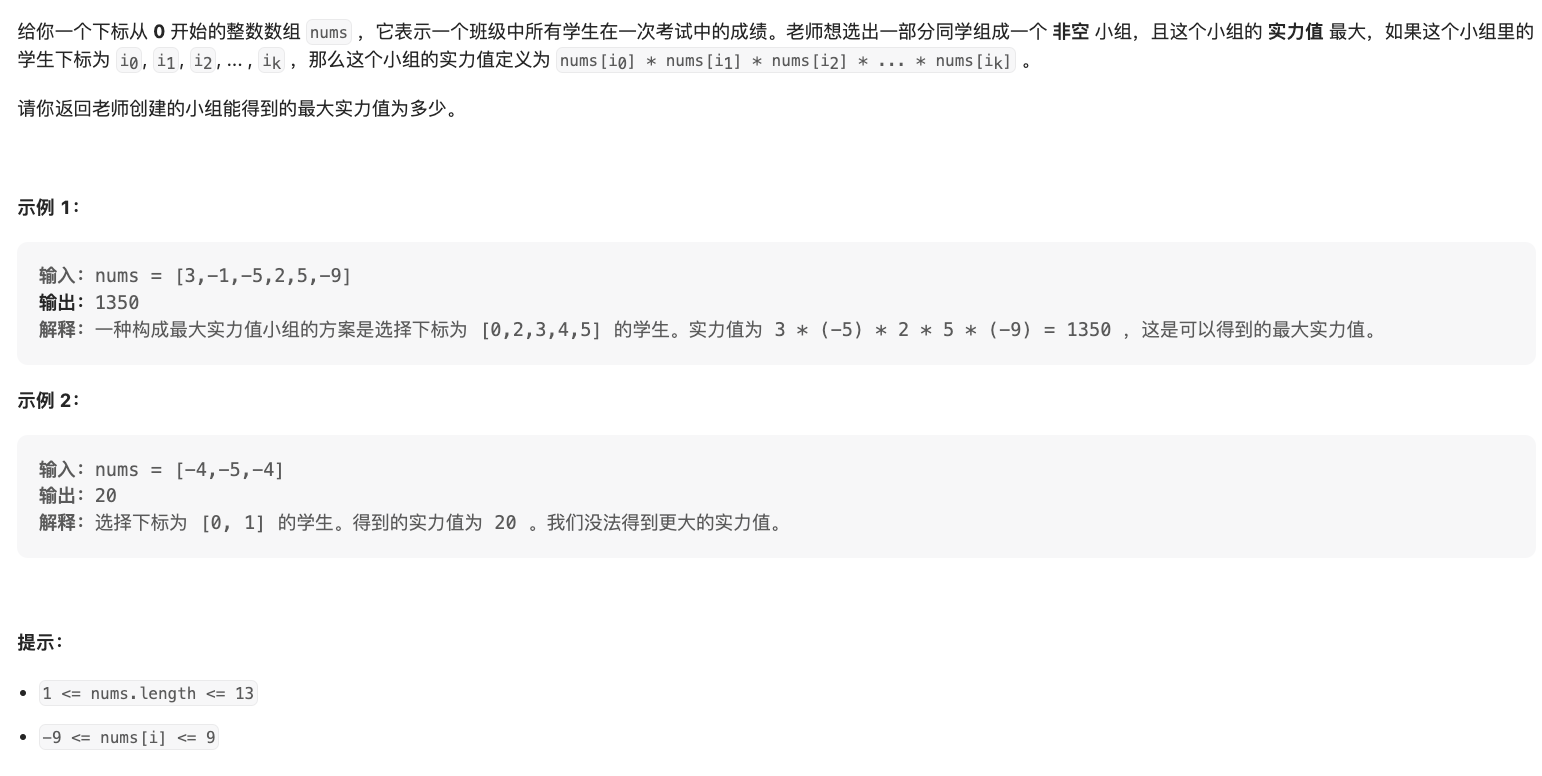 给你一个下标从 0 开始的整数数组 nums ，它表示一个班级中所有学生在一次考试中的成绩。老师想选出一部分同学组成一个 非空 小组，且这个小组的 实力值 最大，如果这个小组里的
学生下标为 i0, i1, i2, ... , ik ，那么这个小组的实力值定义为 nums[i0] * nums[i1] * nums[i2] * ... * nums[ik] 。
请你返回老师创建的小组能得到的最大实力值为多少。
示例 1：
输入：nums = [3,-1,-5,2,5,-9]
输出：1350
解释：一种构成最大实力值小组的方案是选择下标为 [0,2,3,4,5] 的学生。实力值为 3 * (-5) * 2 * 5 * (-9) = 1350 ，这是可以得到的最大实力值。
示例 2：
输入：nums = [-4,-5,-4]
输出：20
解释：选择下标为 [0, 1] 的学生。得到的实力值为 20 。我们没法得到更大的实力值。
提示：
• 1 <= nums.length <= 13
• -9 <= nums[i] <= 9